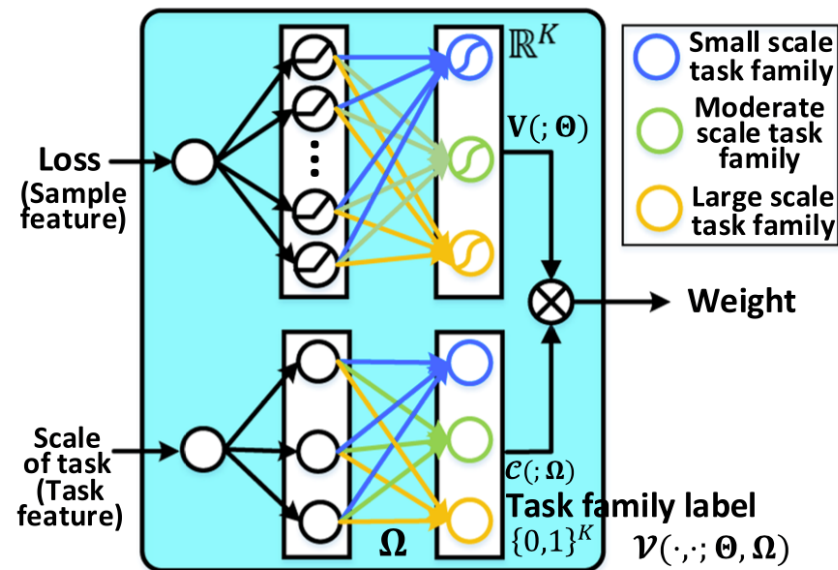 Loss
(Sample
feature)
Scale
of task
(Task
feature)
ℝ^K
V(;Θ)
Weight
𝒞(;Ω)
Task family label
{0,1}^K
Ω
𝒱(·,·;Θ,Ω)
Small scale
task family
Moderate
scale task
family
Large scale
task family